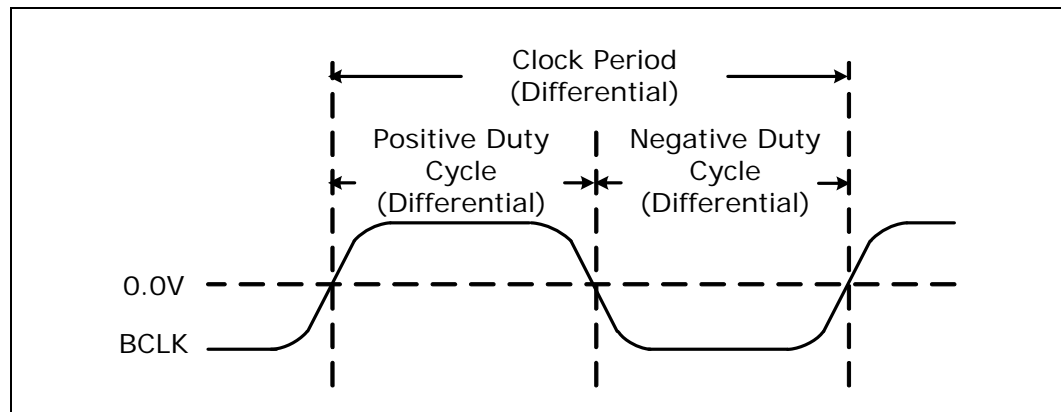 Clock Period
(Differential)
Positive Duty
Cycle
(Differential)
Negative Duty
Cycle
(Differential)
0.0V
BCLK